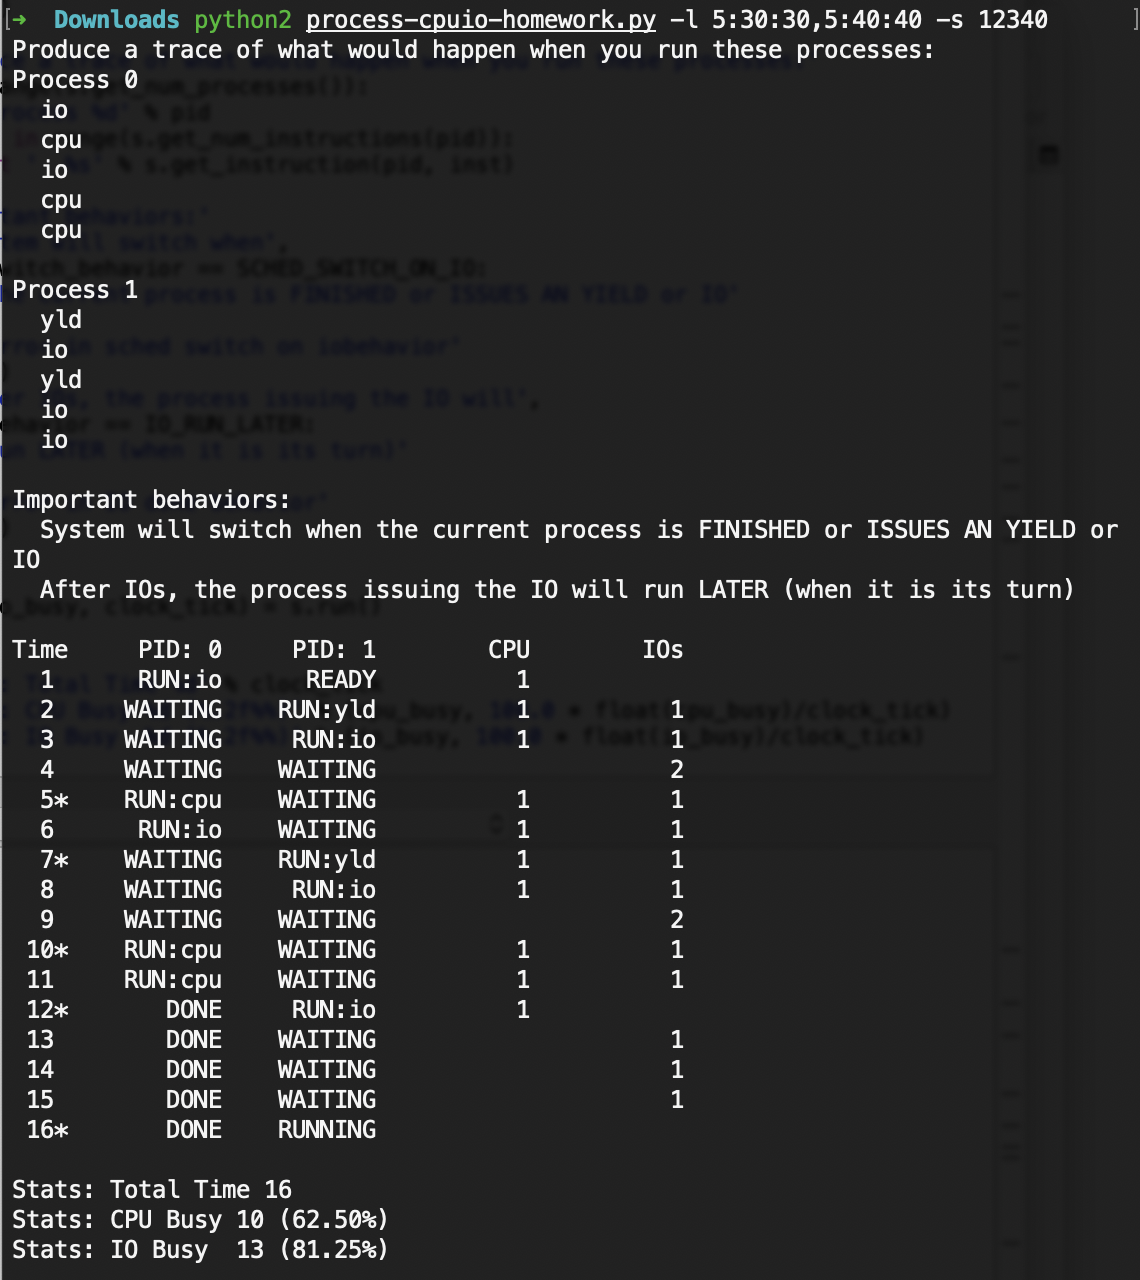 [➜  Downloads python2 process-cpuio-homework.py -l 5:30:30,5:40:40 -s 12340      ]
Produce a trace of what would happen when you run these processes:
Process 0
  io
  cpu
  io
  cpu
  cpu

Process 1
  yld
  io
  yld
  io
  io

Important behaviors:
  System will switch when the current process is FINISHED or ISSUES AN YIELD or
IO
  After IOs, the process issuing the IO will run LATER (when it is its turn)

Time     PID: 0     PID: 1        CPU        IOs
  1      RUN:io      READY          1
  2     WAITING    RUN:yld          1          1
  3     WAITING     RUN:io          1          1
  4     WAITING    WAITING                     2
  5*    RUN:cpu    WAITING          1          1
  6      RUN:io    WAITING          1          1
  7*    WAITING    RUN:yld          1          1
  8     WAITING     RUN:io          1          1
  9     WAITING    WAITING                     2
 10*    RUN:cpu    WAITING          1          1
 11     RUN:cpu    WAITING          1          1
 12*       DONE     RUN:io          1
 13        DONE    WAITING                     1
 14        DONE    WAITING                     1
 15        DONE    WAITING                     1
 16*       DONE    RUNNING

Stats: Total Time 16
Stats: CPU Busy 10 (62.50%)
Stats: IO Busy  13 (81.25%)